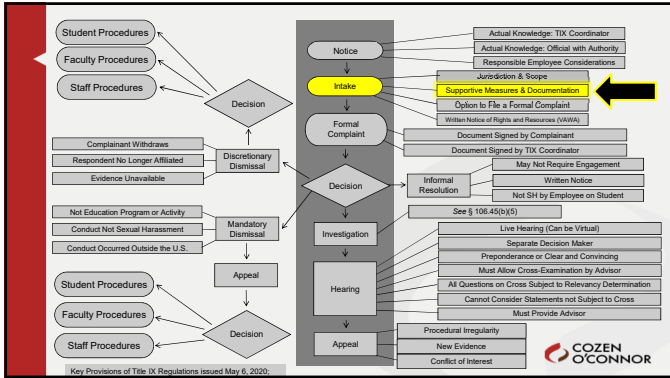 Student Procedures
Faculty Procedures
Staff Procedures
Decision
Complainant Withdraws
Respondent No Longer Affiliated
Evidence Unavailable
Discretionary
Dismissal
Not Education Program or Activity
Conduct Not Sexual Harassment
Conduct Occurred Outside the U.S.
Mandatory
Dismissal
Appeal
Student Procedures
Faculty Procedures
Staff Procedures
Decision
Key Provisions of Title IX Regulations issued May 6, 2020;
Notice
Intake
Formal
Complaint
Decision
Investigation
Hearing
Appeal
Actual Knowledge: TIX Coordinator
Actual Knowledge: Official with Authority
Responsible Employee Considerations
Jurisdiction & Scope
Supportive Measures & Documentation
Option to File a Formal Complaint
Written Notice of Rights and Resources (VAWA)
Document Signed by Complainant
Document Signed by TIX Coordinator
Informal
Resolution
May Not Require Engagement
Written Notice
Not SH by Employee on Student
See § 106.45(b)(5)
Live Hearing (Can be Virtual)
Separate Decision Maker
Preponderance or Clear and Convincing
Must Allow Cross-Examination by Advisor
All Questions on Cross Subject to Relevancy Determination
Cannot Consider Statements not Subject to Cross
Must Provide Advisor
Procedural Irregularity
New Evidence
Conflict of Interest
COZEN
O'CONNOR